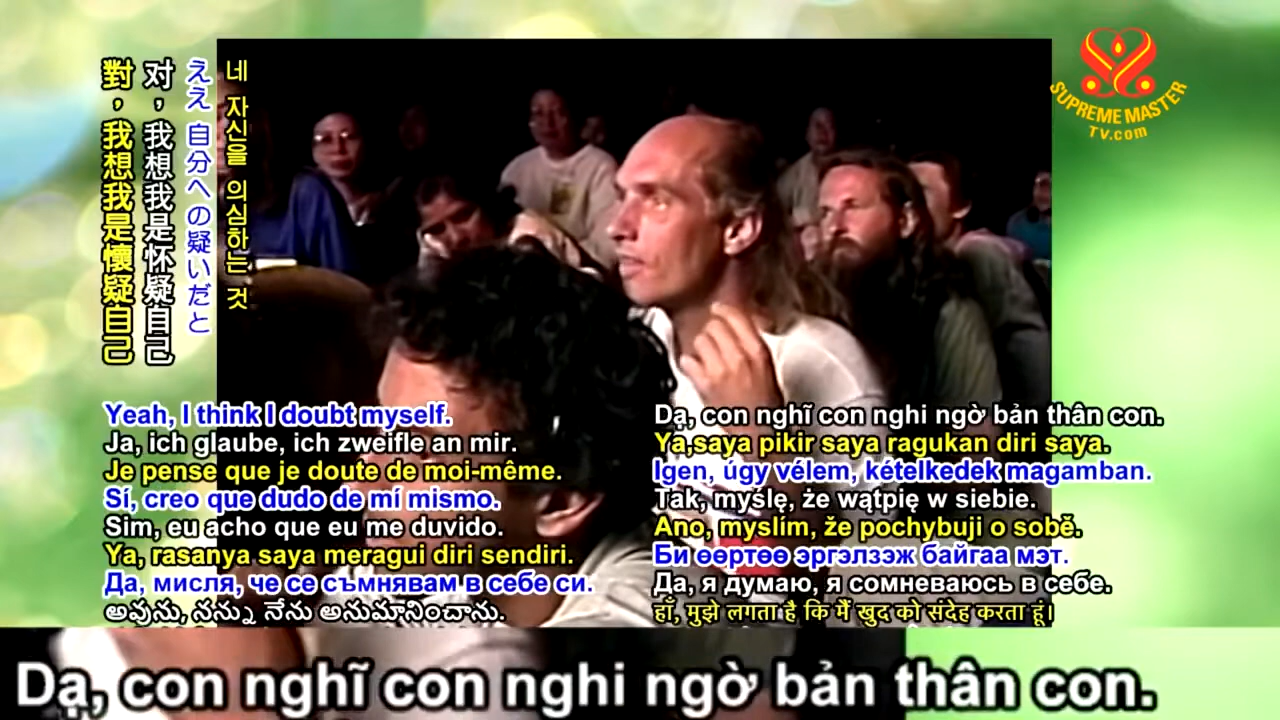 對，我想我是懷疑自己
对，我想我是怀疑自己
ええ 自分への疑いだと
네 자신을 의심하는 것
SUPREME MASTER
TV.com
Yeah, I think I doubt myself.
Ja, ich glaube, ich zweifle an mir.
Je pense que je doute de moi-même.
Sí, creo que dudo de mí mismo.
Sim, eu acho que eu me duvido.
Ya, rasanya saya meragui diri sendiri.
Да, мисля, че се съмнявам в себе си.
అవును, నన్ను నేను అనుమానించాను.
Dạ, con nghĩ con nghi ngờ bản thân con.
Ya,saya pikir saya ragukan diri saya.
Igen, úgy vélem, kételkedek magamban.
Tak, myślę, że wątpię w siebie.
Ano, myslím, že pochybuji o sobě.
Би өөртөө эргэлзэж байгаа мэт.
Да, я думаю, я сомневаюсь в себе.
हाँ, मुझे लगता है कि मैं खुद को संदेह करता हूं।
Dạ, con nghĩ con nghi ngờ bản thân con.